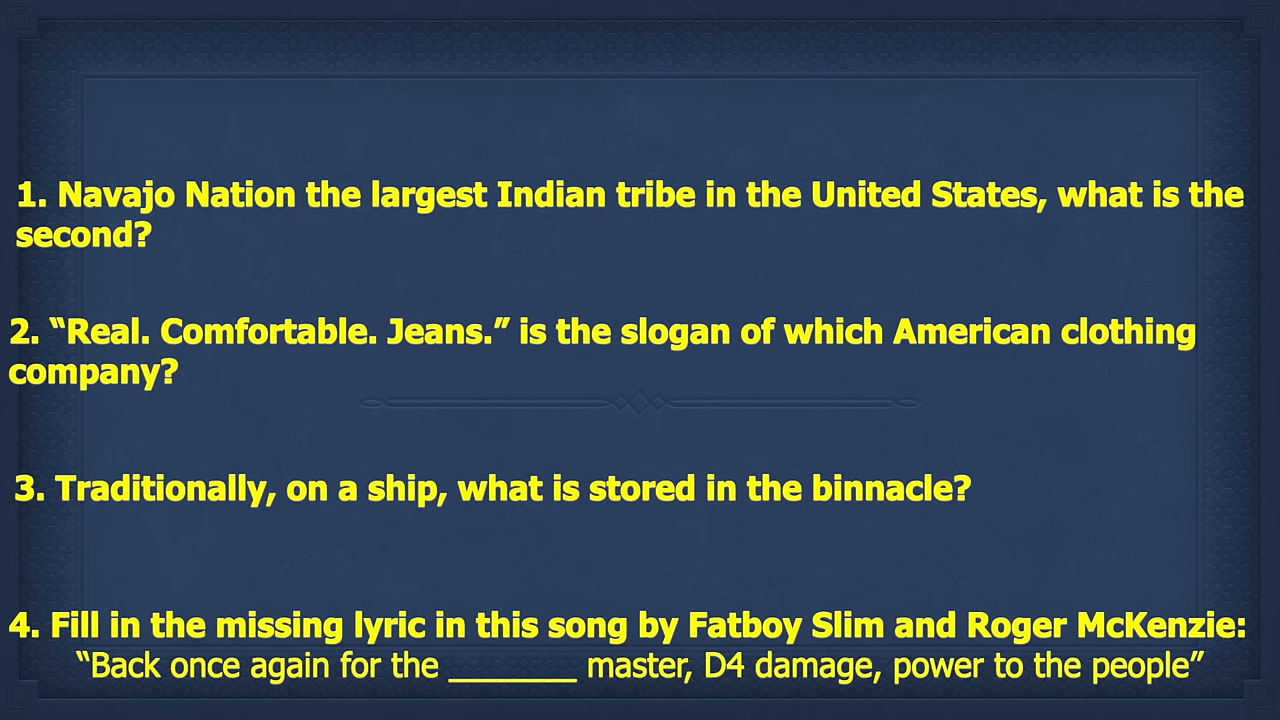 1. Navajo Nation the largest Indian tribe in the United States, what is the
second?
2. “Real. Comfortable. Jeans.” is the slogan of which American clothing
company?
3. Traditionally, on a ship, what is stored in the binnacle?
4. Fill in the missing lyric in this song by Fatboy Slim and Roger McKenzie:
“Back once again for the _______ master, D4 damage, power to the people”